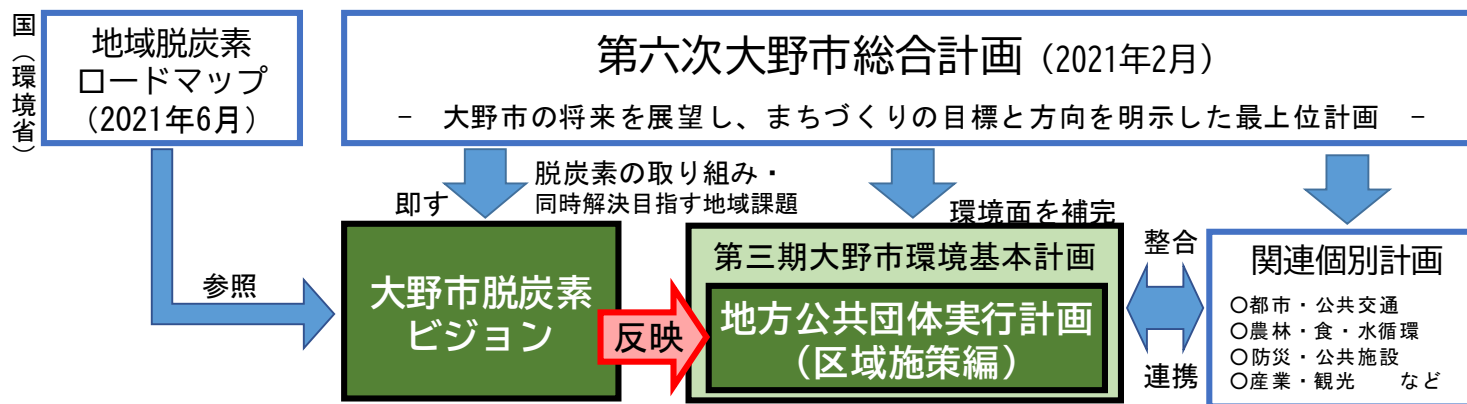 国（環境省）
地域脱炭素
ロードマップ
（2021年6月）
第六次大野市総合計画（2021年2月）
－　大野市の将来を展望し、まちづくりの目標と方向を明示した最上位計画　－
即す
脱炭素の取り組み・
同時解決目指す地域課題
環境面を補完
参照
大野市脱炭素
ビジョン
反映
第三期大野市環境基本計画
地方公共団体実行計画
（区域施策編）
整合
連携
関連個別計画
〇都市・公共交通
〇農林・食・水循環
〇防災・公共施設
〇産業・観光　　など